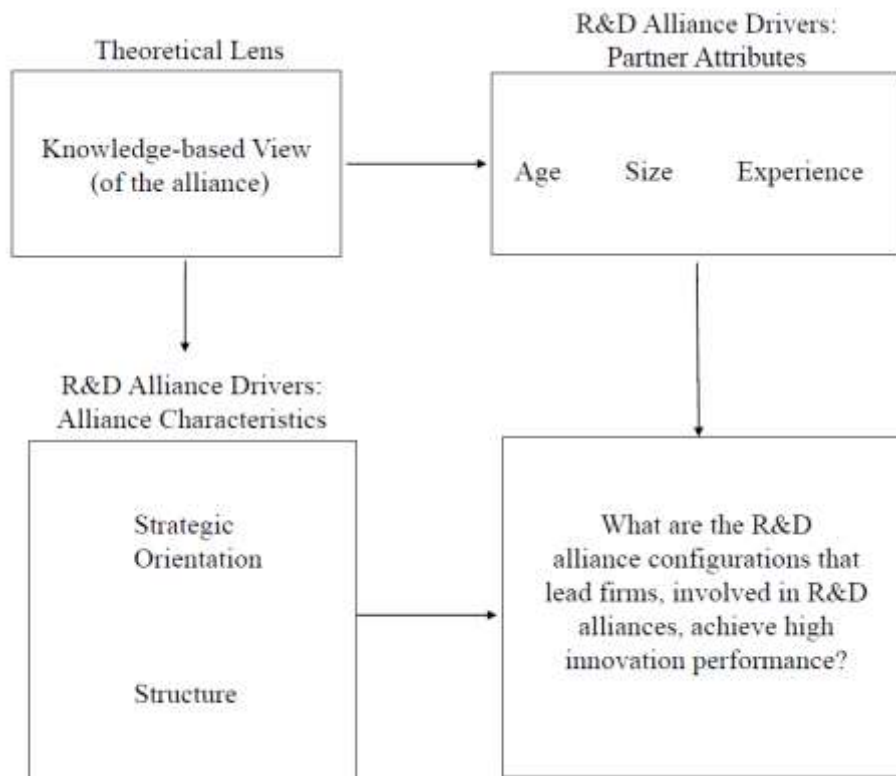 Theoretical Lens
Knowledge-based View
(of the alliance)
R&D Alliance Drivers:
Partner Attributes
Age Size Experience
R&D Alliance Drivers:
Alliance Characteristics
Strategic
Orientation
Structure
What are the R&D
alliance configurations that
lead firms, involved in R&D
alliances, achieve high
innovation performance?